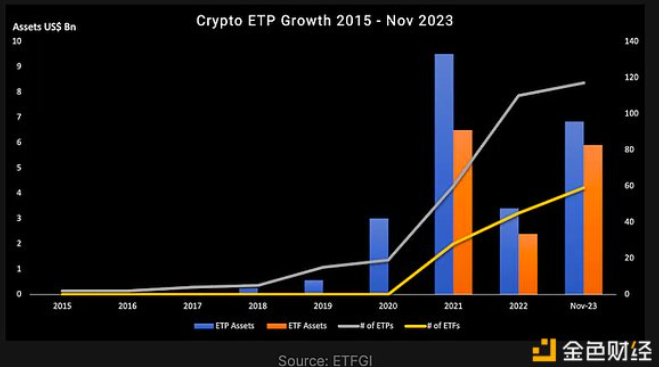 Crypto ETP Growth 2015 - Nov 2023
Assets US$ Bn
10 140
9 120
8
7 100
6 80
5
4 60
3 40
2
1 20
0 0
2015 2016 2017 2018 2019 2020 2021 2022 Nov-23
ETP Assets ETF Assets # of ETPs # of ETFs
Source: ETFGI
金色财经